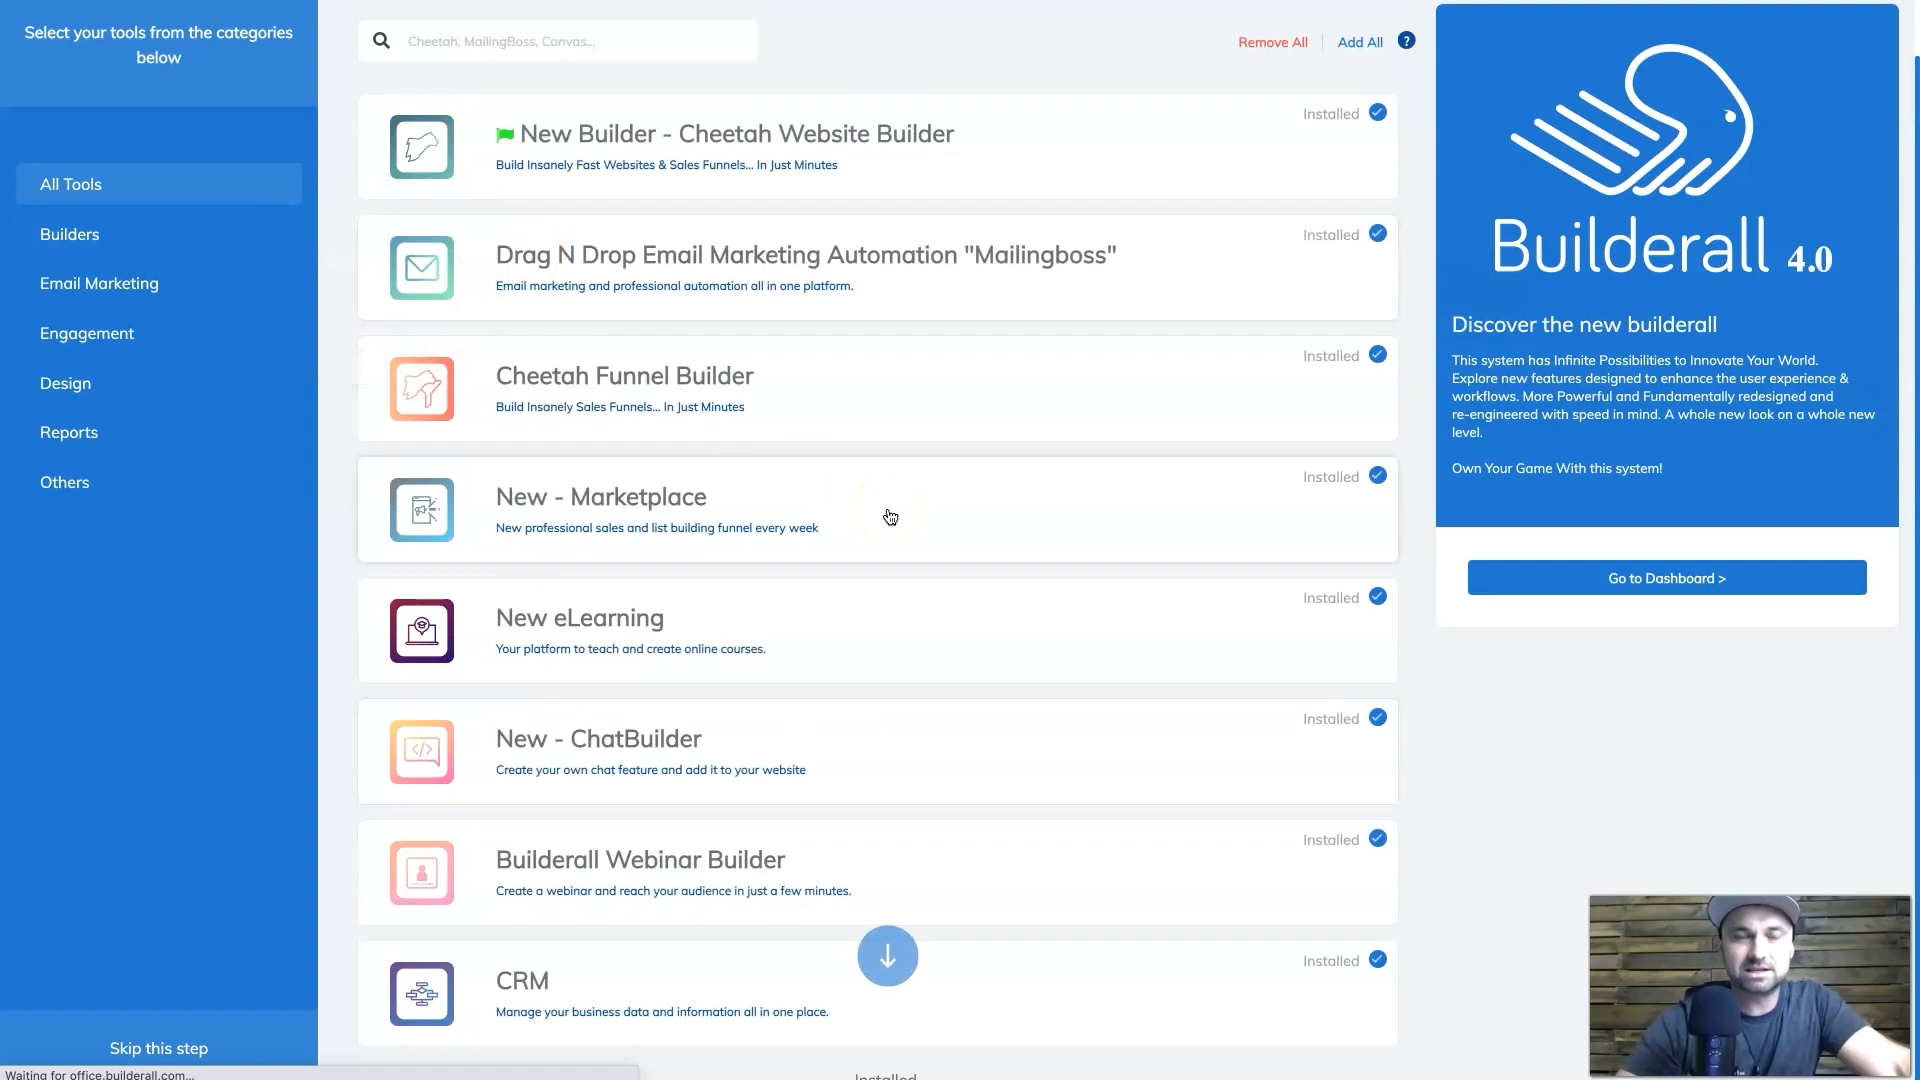 Select your tools from the categories
below
All Tools
Builders
Email Marketing
Engagement
Design
Reports
Others
Skip this step
Waiting for office.builderall.com...
Cheetah, MailingBoss, Canvas...
Remove All
Add All
?
New Builder - Cheetah Website Builder
Build Insanely Fast Websites & Sales Funnels... In Just Minutes
Installed
Drag N Drop Email Marketing Automation "Mailingboss"
Email marketing and professional automation all in one platform.
Installed
Cheetah Funnel Builder
Build Insanely Sales Funnels... In Just Minutes
Installed
New - Marketplace
New professional sales and list building funnel every week
Installed
New eLearning
Your platform to teach and create online courses.
Installed
New - ChatBuilder
Create your own chat feature and add it to your website
Installed
Builderall Webinar Builder
Create a webinar and reach your audience in just a few minutes.
Installed
CRM
Manage your business data and information all in one place.
Installed
Installed
Builderall 4.0
Discover the new builderall
This system has Infinite Possibilities to Innovate Your World.
Explore new features designed to enhance the user experience &
workflows. More Powerful and Fundamentally redesigned and
re-engineered with speed in mind. A whole new look on a whole new
level.
Own Your Game With this system!
Go to Dashboard >